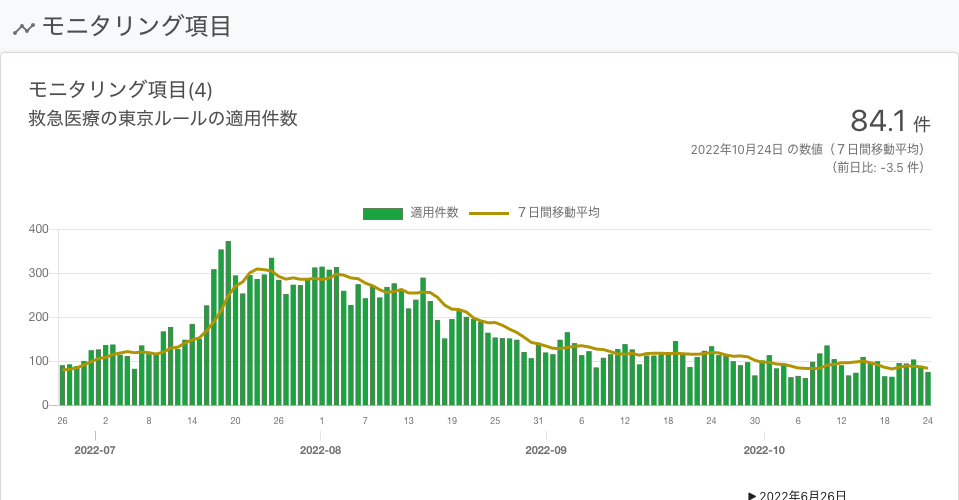 モニタリング項目
モニタリング項目(4)
救急医療の東京ルールの適用件数
84.1 件
2022年10月24日 の数値（７日間移動平均）
（前日比: -3.5 件）
適用件数 ７日間移動平均
400
300
200
100
0
26 2 8 14 20 26 1 7 13 19 25 31 6 12 18 24 30 6 12 18 24
2022-07 2022-08 2022-09 2022-10
▶ 2022年6月26日